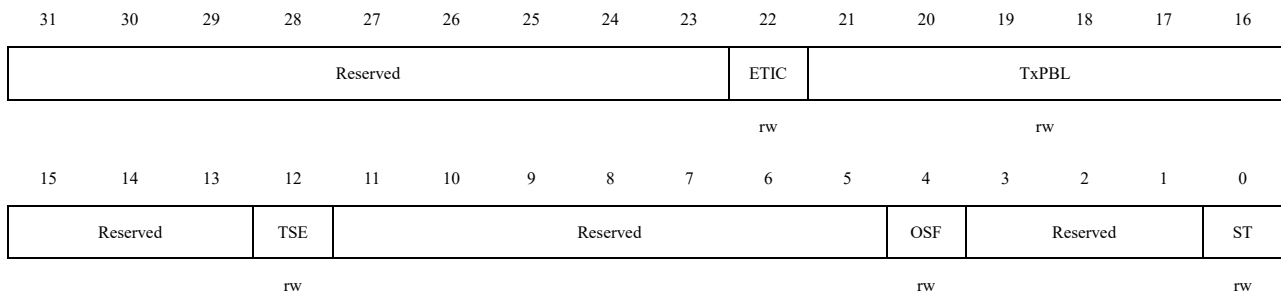 31 30 29 28 27 26 25 24 23 22 21 20 19 18 17 16
Reserved ETIC TxPBL
rw rw
15 14 13 12 11 10 9 8 7 6 5 4 3 2 1 0
Reserved TSE Reserved OSF Reserved ST
rw rw rw